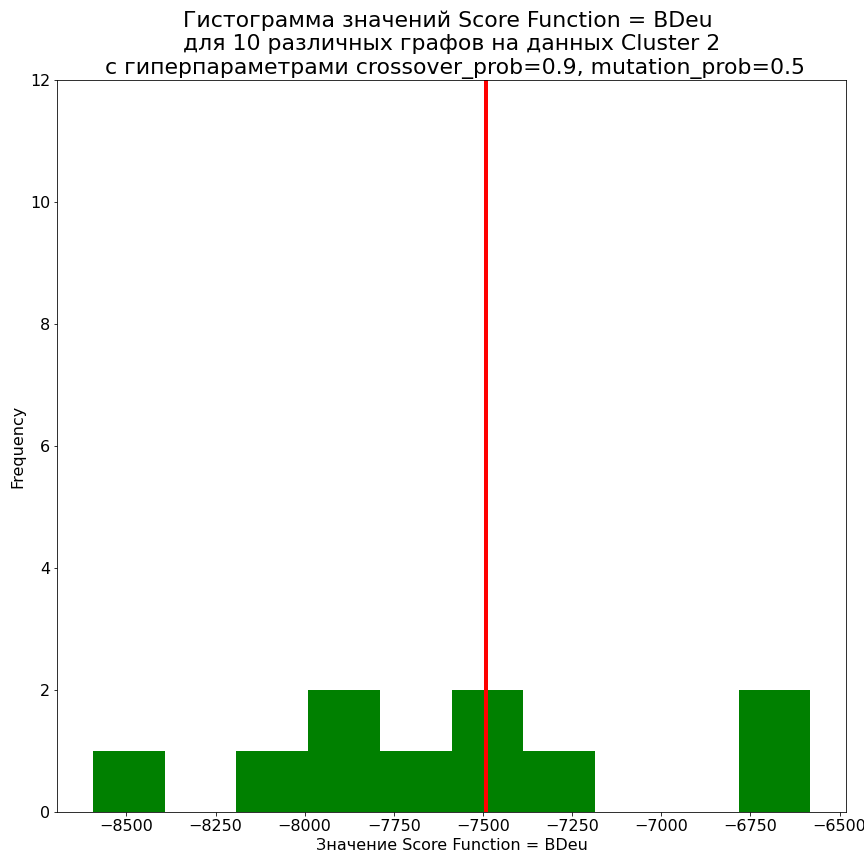 Гистограмма значений Score Function = BDeu
для 10 различных графов на данных Cluster 2
с гиперпараметрами crossover_prob=0.9, mutation_prob=0.5
12
10
8
6
4
2
0
Frequency
−8500 −8250 −8000 −7750 −7500 −7250 −7000 −6750 −6500
Значение Score Function = BDeu